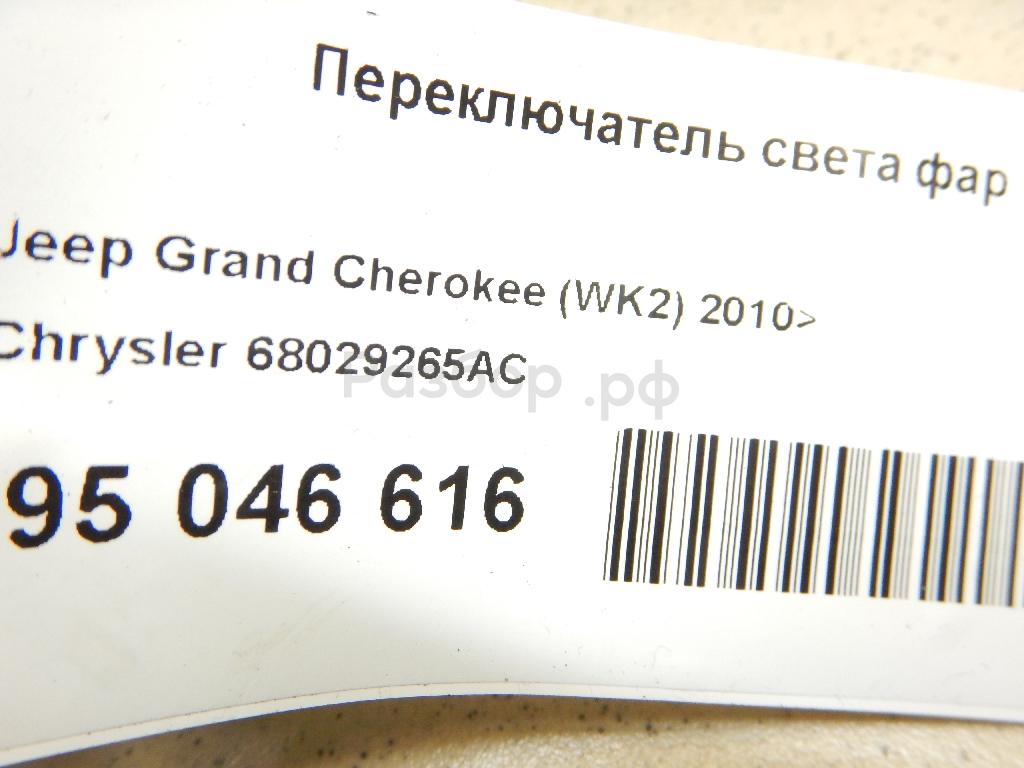 Переключатель света фар
Jeep Grand Cherokee (WK2) 2010>
Chrysler 68029265AC
Разбор.рф
95 046 616